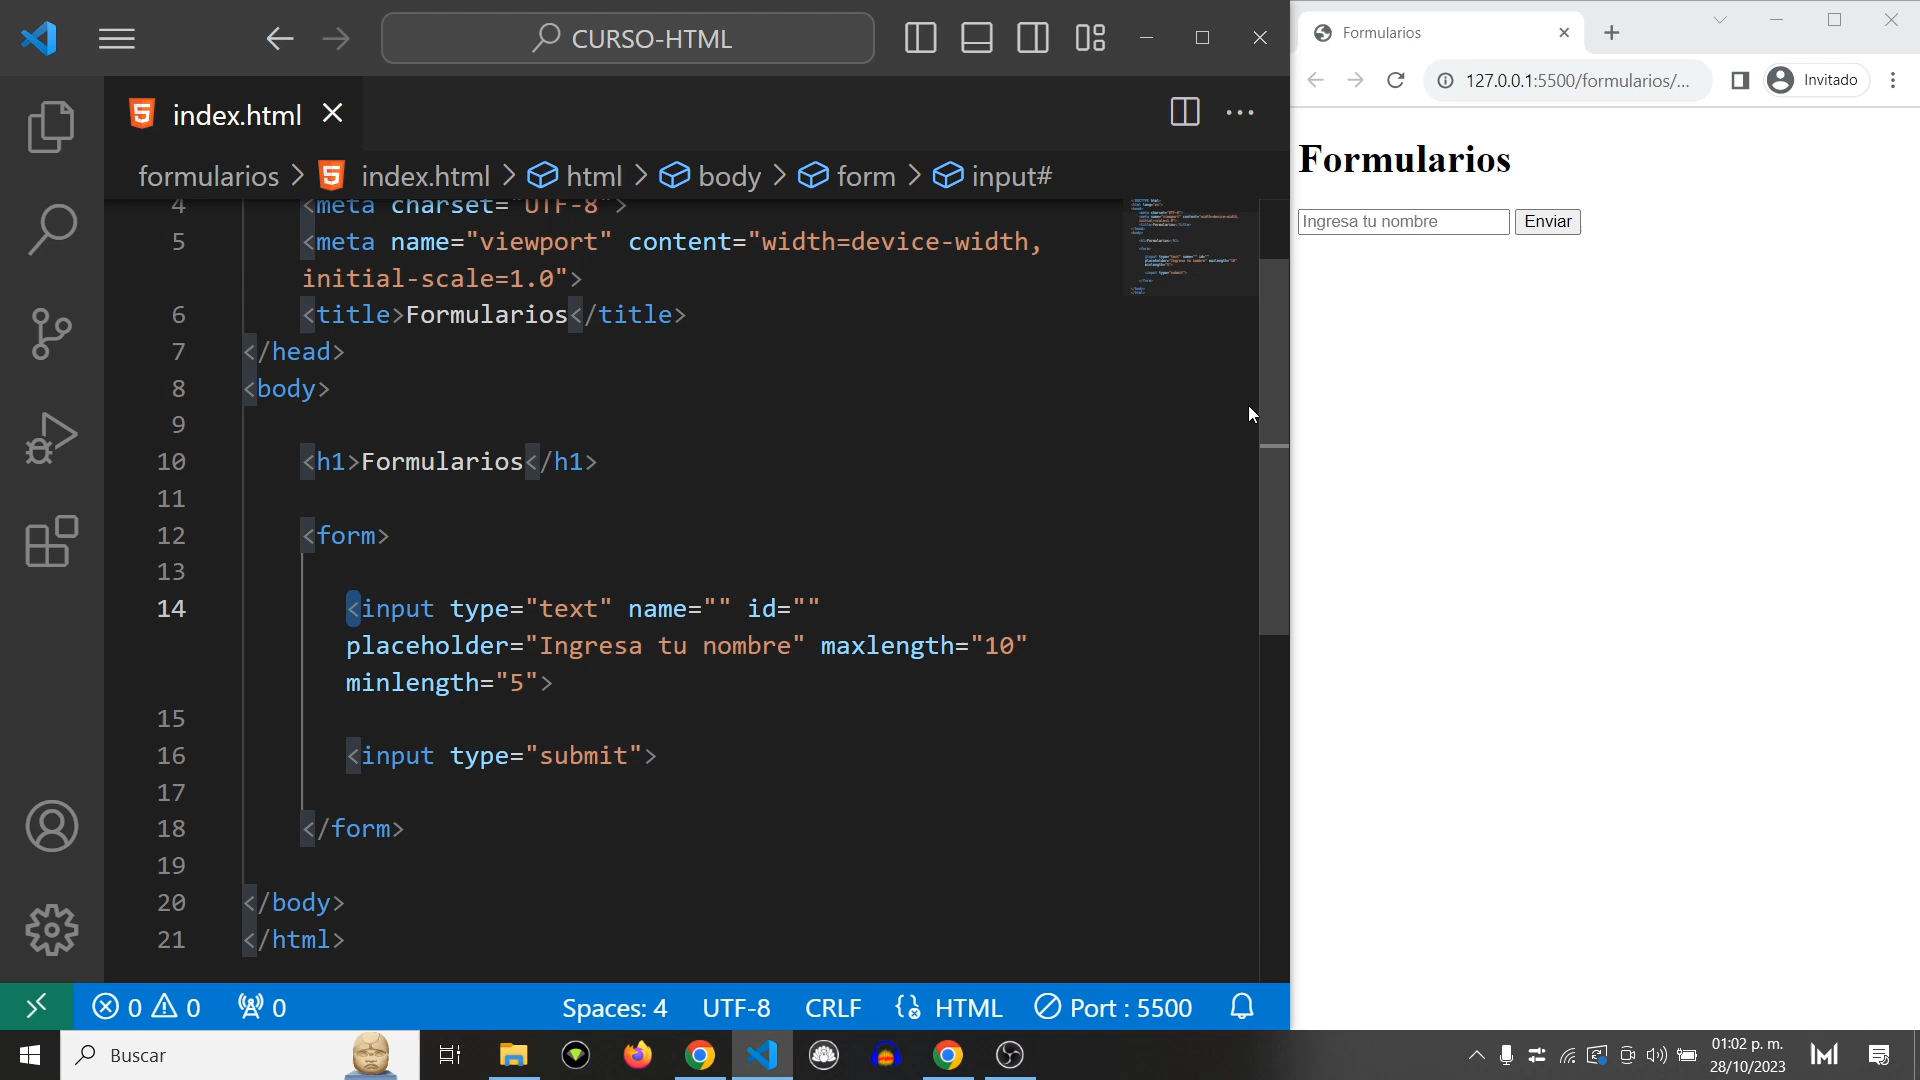 CURSO-HTML
index.html
formularios > index.html > html > body > form > input#
4 <meta charset="UTF-8">
5 <meta name="viewport" content="width=device-width,
initial-scale=1.0">
6 <title>Formularios</title>
7 </head>
8 <body>
9
10 <h1>Formularios</h1>
11
12 <form>
13
14 <input type="text" name="" id=""
placeholder="Ingresa tu nombre" maxlength="10"
minlength="5">
15
16 <input type="submit">
17
18 </form>
19
20 </body>
21 </html>
0 0 0 Spaces: 4 UTF-8 CRLF HTML Port : 5500
Formularios
127.0.0.1:5500/formularios/... Invitado
Formularios
Ingresa tu nombre Enviar
Buscar
01:02 p. m.
28/10/2023